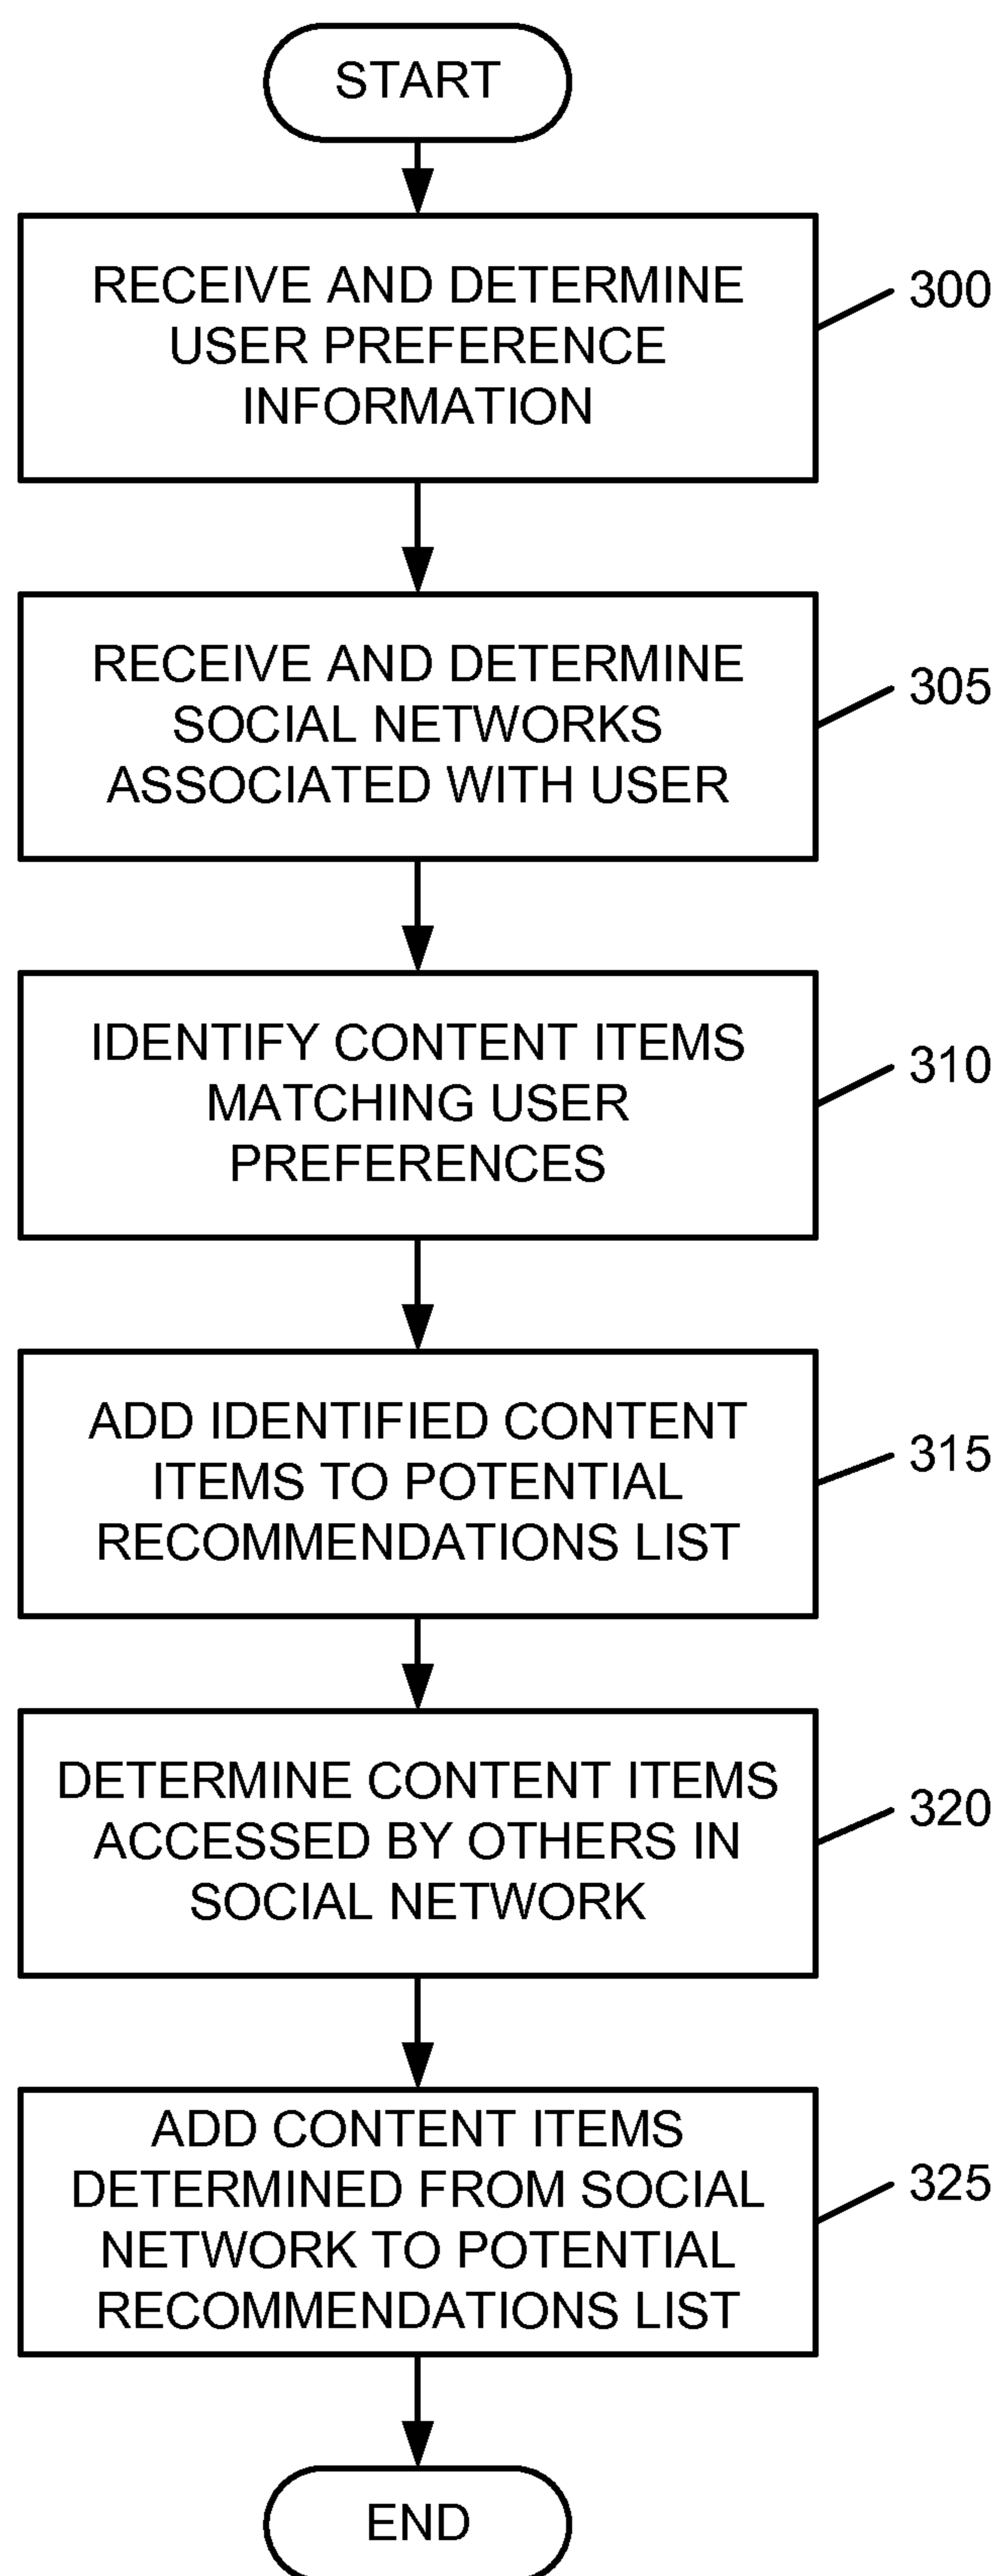 START
RECEIVE AND DETERMINE
USER PREFERENCE
INFORMATION
300
RECEIVE AND DETERMINE
SOCIAL NETWORKS
ASSOCIATED WITH USER
305
IDENTIFY CONTENT ITEMS
MATCHING USER
PREFERENCES
310
ADD IDENTIFIED CONTENT
ITEMS TO POTENTIAL
RECOMMENDATIONS LIST
315
DETERMINE CONTENT ITEMS
ACCESSED BY OTHERS IN
SOCIAL NETWORK
320
ADD CONTENT ITEMS
DETERMINED FROM SOCIAL
NETWORK TO POTENTIAL
RECOMMENDATIONS LIST
325
END